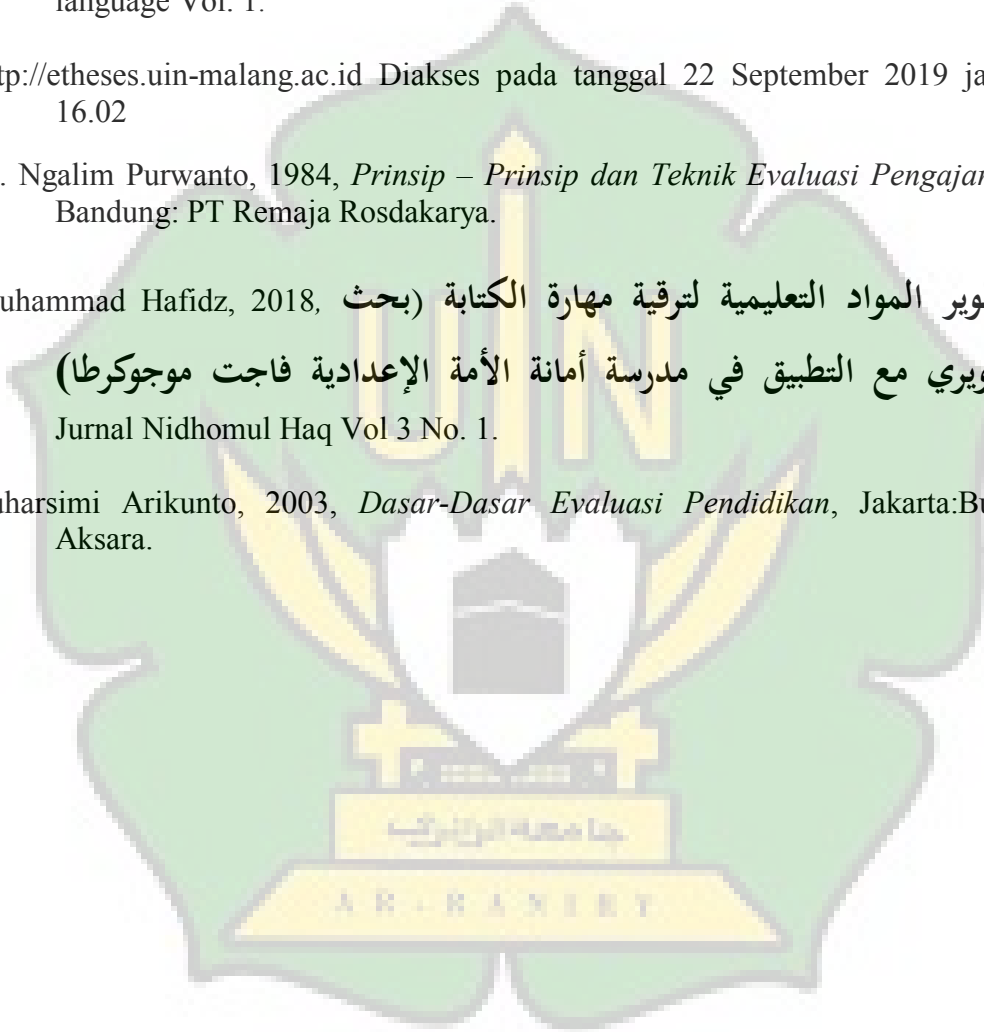 language Vol. 1.
tp://etheses.uin-malang.ac.id Diakses pada tanggal 22 September 2019 ja
16.02
. Ngalim Purwanto, 1984, Prinsip – Prinsip dan Teknik Evaluasi Pengajar
Bandung: PT Remaja Rosdakarya.
uhammad Hafidz, 2018, وير المواد التعليمية لترقية مهارة الكتابة (بحث
ويري مع التطبيق في مدرسة أمانة الأمة الإعدادية فاجت موجوكرطا)
Jurnal Nidhomul Haq Vol 3 No. 1.
uharsimi Arikunto, 2003, Dasar-Dasar Evaluasi Pendidikan, Jakarta:Bu
Aksara.
UIN
جامعة الرانيري
AR-RANIRY